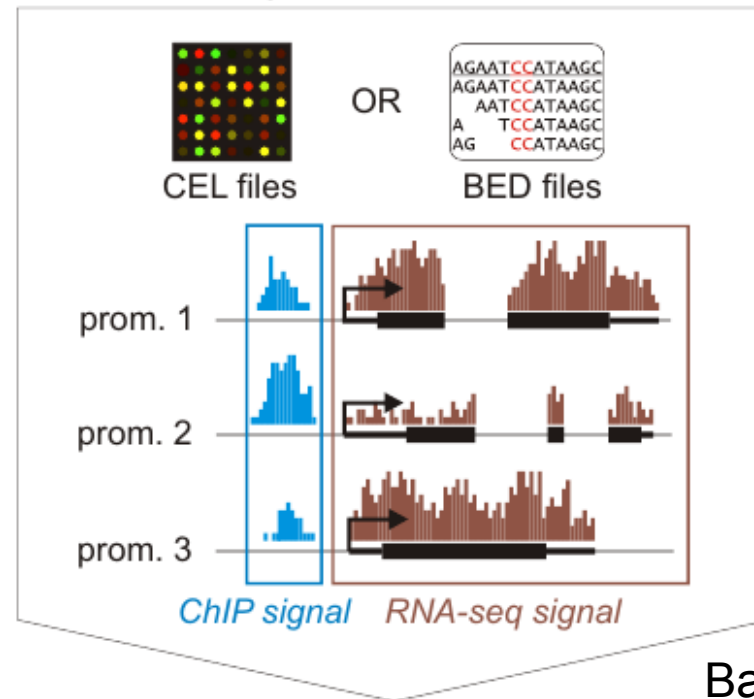 AGAATCCATAAGC
AGAATCCATAAGC
AATCCATAAGC
A TCCATAAGC
AG CCATAAGC
OR
CEL files
BED files
prom. 1
prom. 2
prom. 3
ChIP signal
RNA-seq signal
Ba